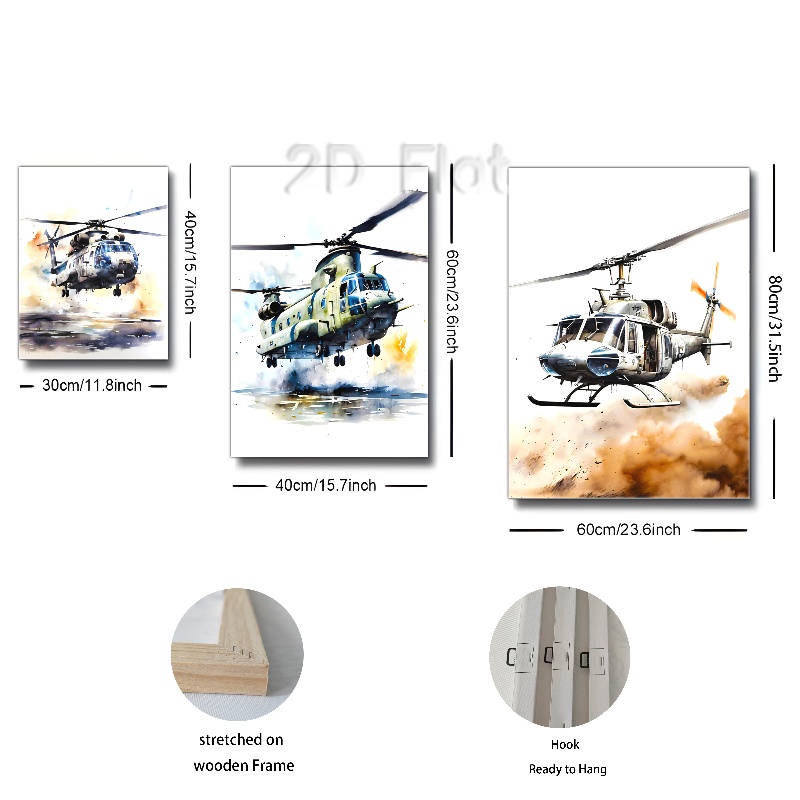 2D Flat
40cm/15.7inch
30cm/11.8inch
60cm/23.6inch
40cm/15.7inch
80cm/31.5inch
60cm/23.6inch
stretched on
wooden Frame
Hook
Ready to Hang